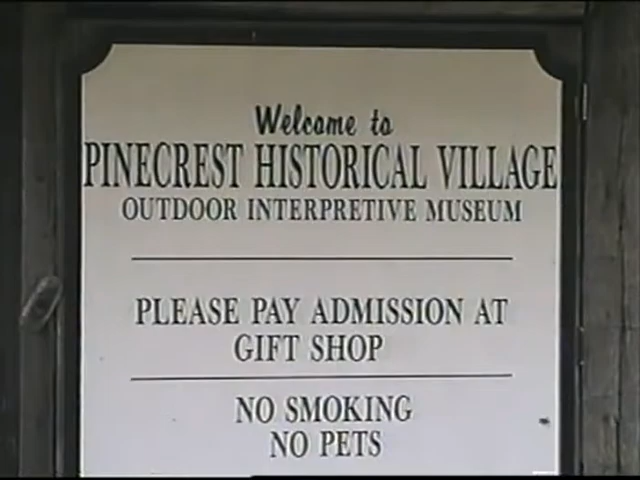 Welcome to
PINECREST HISTORICAL VILLAGE
OUTDOOR INTERPRETIVE MUSEUM
PLEASE PAY ADMISSION AT
GIFT SHOP
NO SMOKING
NO PETS